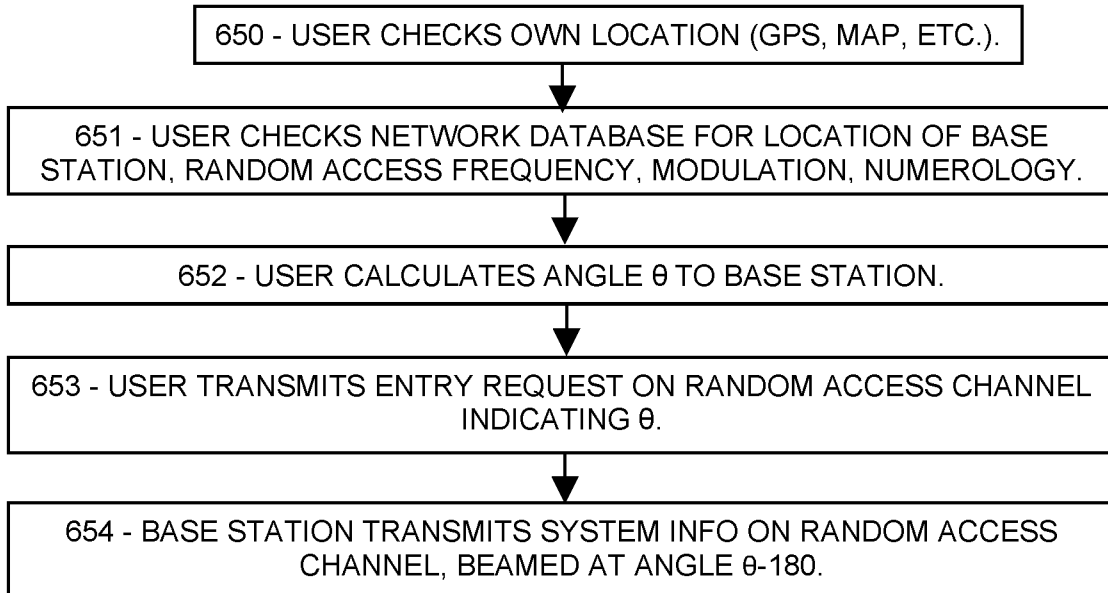 650 - USER CHECKS OWN LOCATION (GPS, MAP, ETC.).
651 - USER CHECKS NETWORK DATABASE FOR LOCATION OF BASE
STATION, RANDOM ACCESS FREQUENCY, MODULATION, NUMEROLOGY.
652 - USER CALCULATES ANGLE θ TO BASE STATION.
653 - USER TRANSMITS ENTRY REQUEST ON RANDOM ACCESS CHANNEL
INDICATING θ.
654 - BASE STATION TRANSMITS SYSTEM INFO ON RANDOM ACCESS
CHANNEL, BEAMED AT ANGLE θ-180.